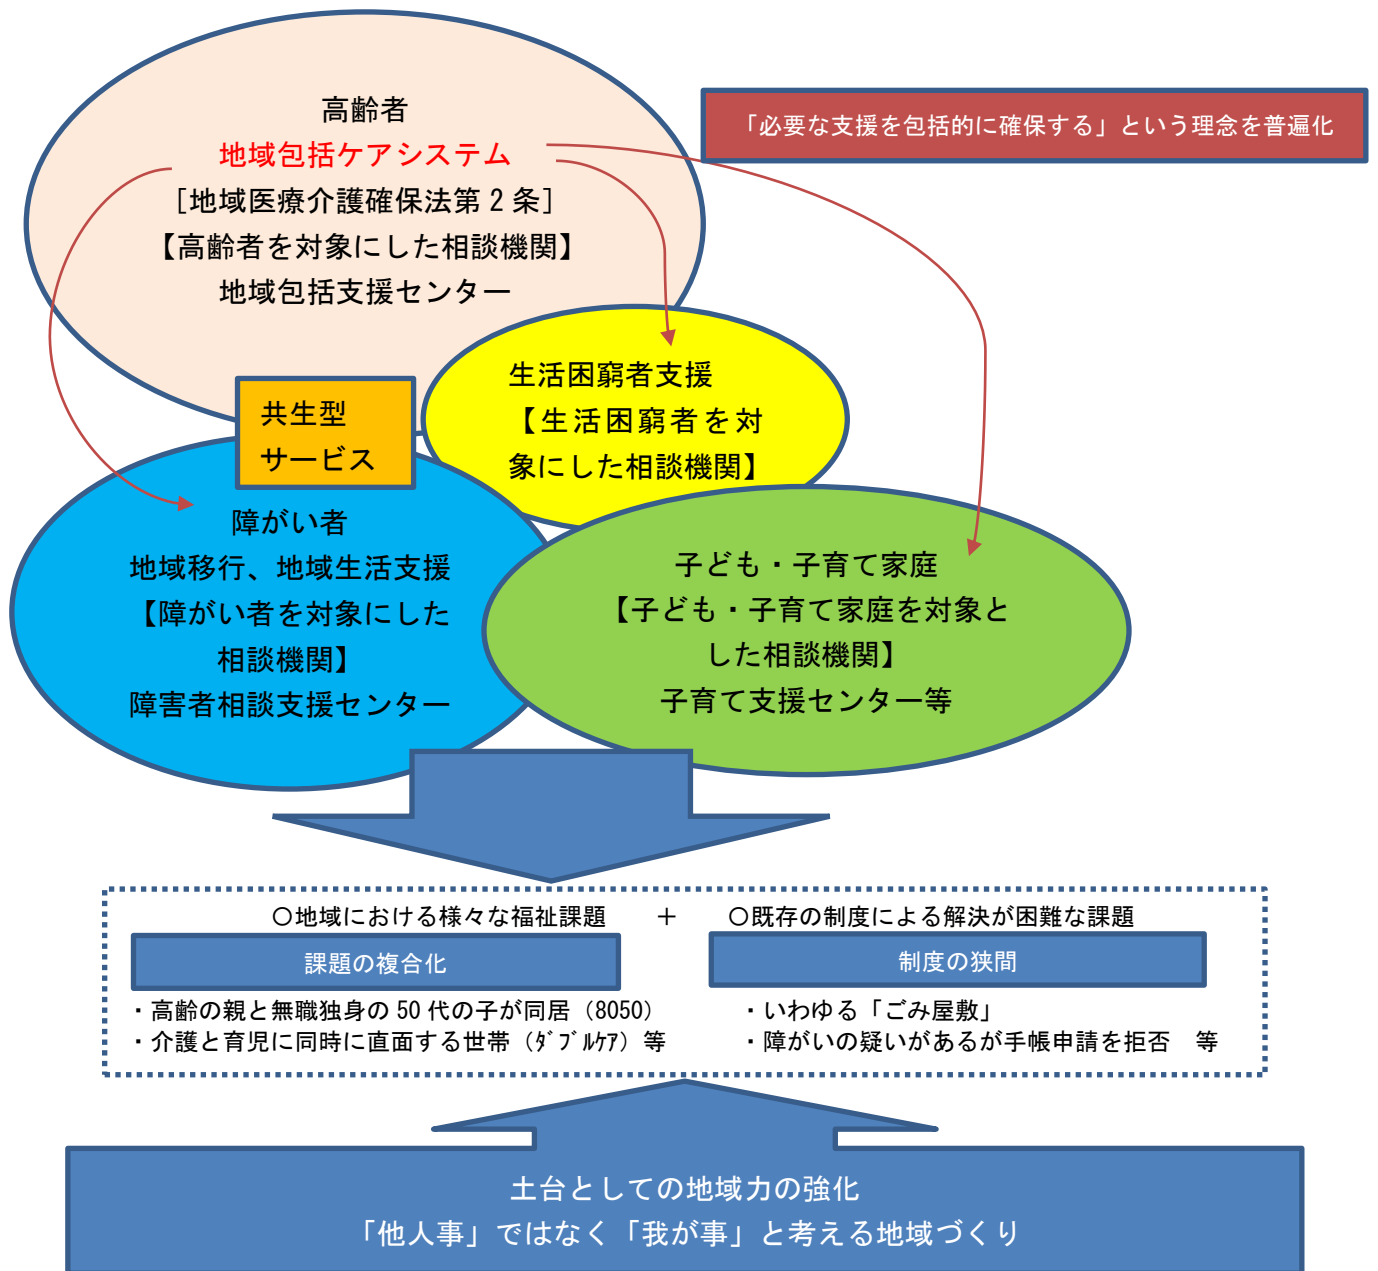 高齢者
地域包括ケアシステム
［地域医療介護確保法第２条］
【高齢者を対象にした相談機関】
地域包括支援センター
「必要な支援を包括的に確保する」という理念を普遍化
生活困窮者支援
【生活困窮者を対
象にした相談機関】
共生型
サービス
障がい者
地域移行、地域生活支援
【障がい者を対象にした
相談機関】
障害者相談支援センター
子ども・子育て家庭
【子ども・子育て家庭を対象と
した相談機関】
子育て支援センター等
〇地域における様々な福祉課題　＋　〇既存の制度による解決が困難な課題
課題の複合化
・高齢の親と無職独身の 50 代の子が同居（8050）
・介護と育児に同時に直面する世帯（ﾀﾞﾌﾞﾙｹｱ）等
制度の狭間
・いわゆる「ごみ屋敷」
・障がいの疑いがあるが手帳申請を拒否　等
土台としての地域力の強化
「他人事」ではなく「我が事」と考える地域づくり